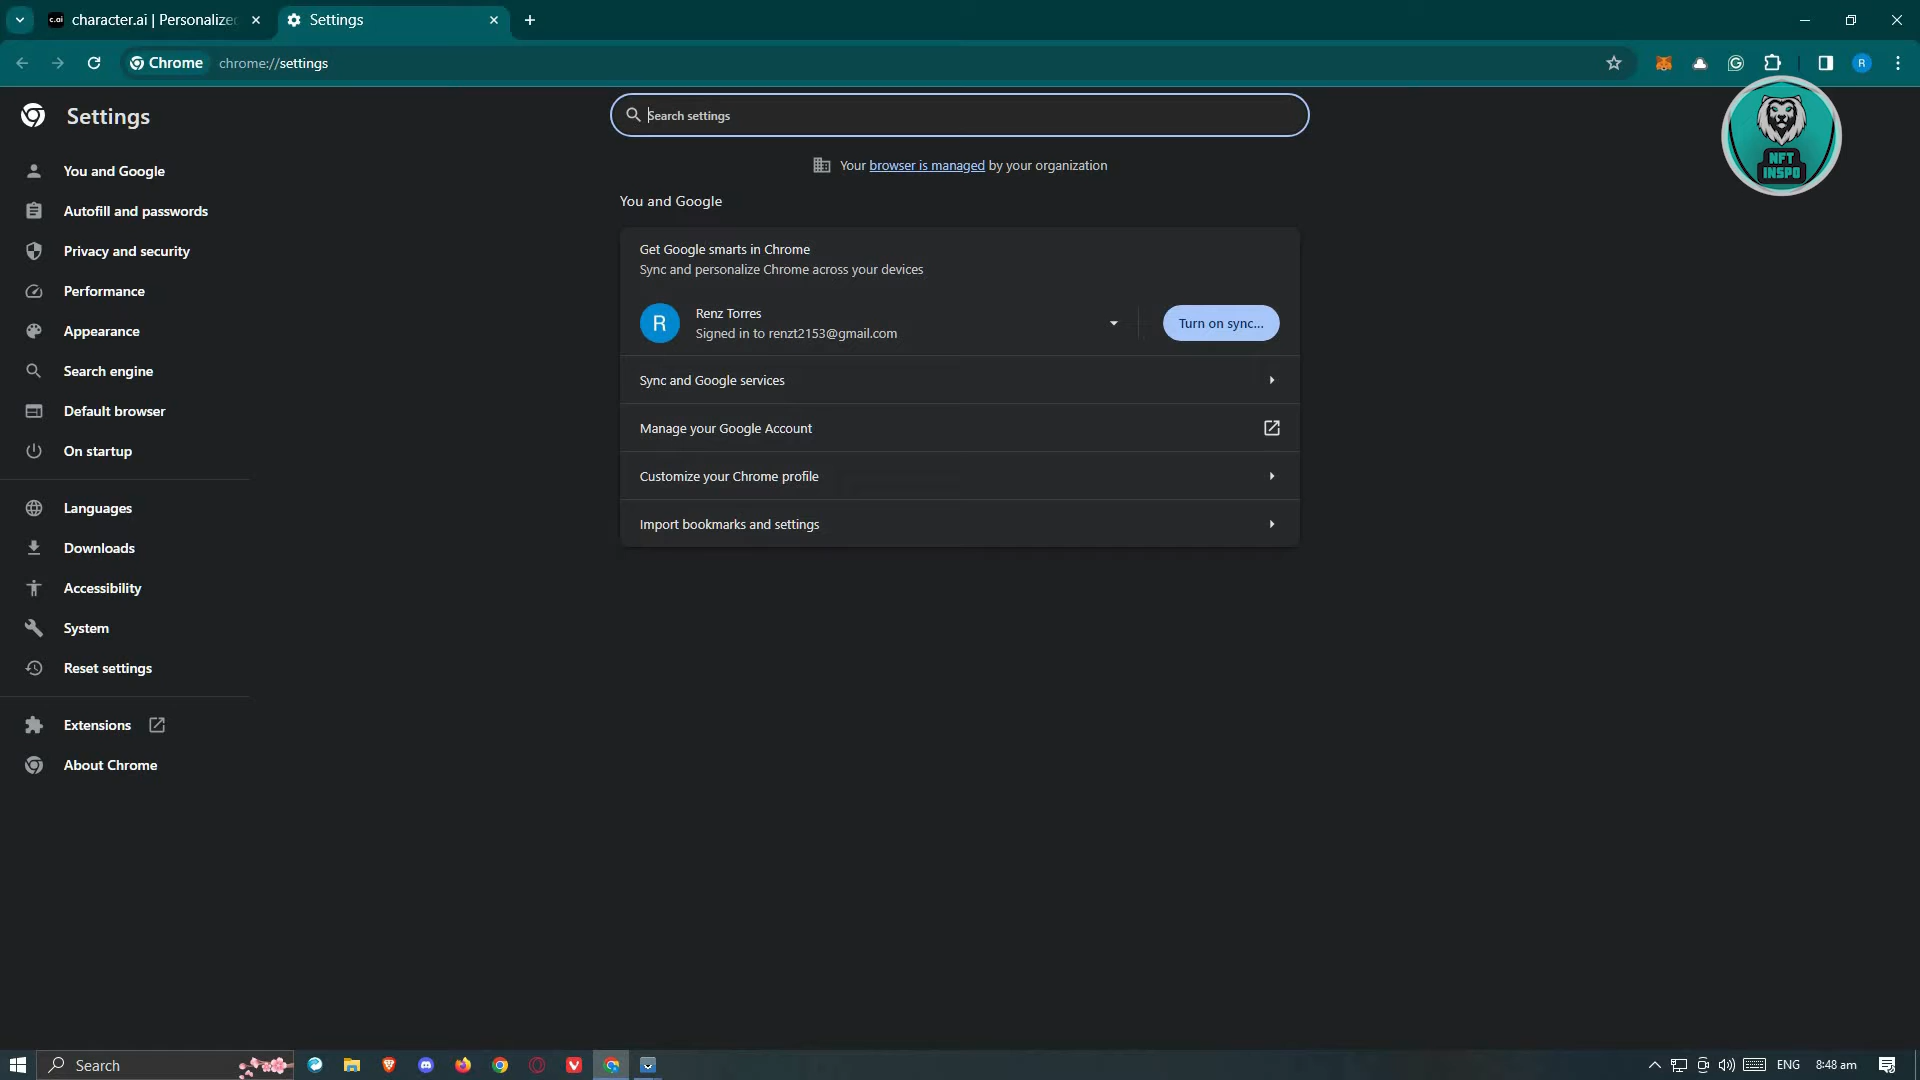 c.ai character.ai | Personalized
Settings
Chrome chrome://settings
R
Settings
Search settings
NFT
INSPO
Your browser is managed by your organization
You and Google
Autofill and passwords
Privacy and security
Performance
Appearance
Search engine
Default browser
On startup
Languages
Downloads
Accessibility
System
Reset settings
Extensions
About Chrome
You and Google
Get Google smarts in Chrome
Sync and personalize Chrome across your devices
R
Renz Torres
Signed in to renzt2153@gmail.com
Turn on sync...
Sync and Google services
Manage your Google Account
Customize your Chrome profile
Import bookmarks and settings
Search
ENG
8:48 am